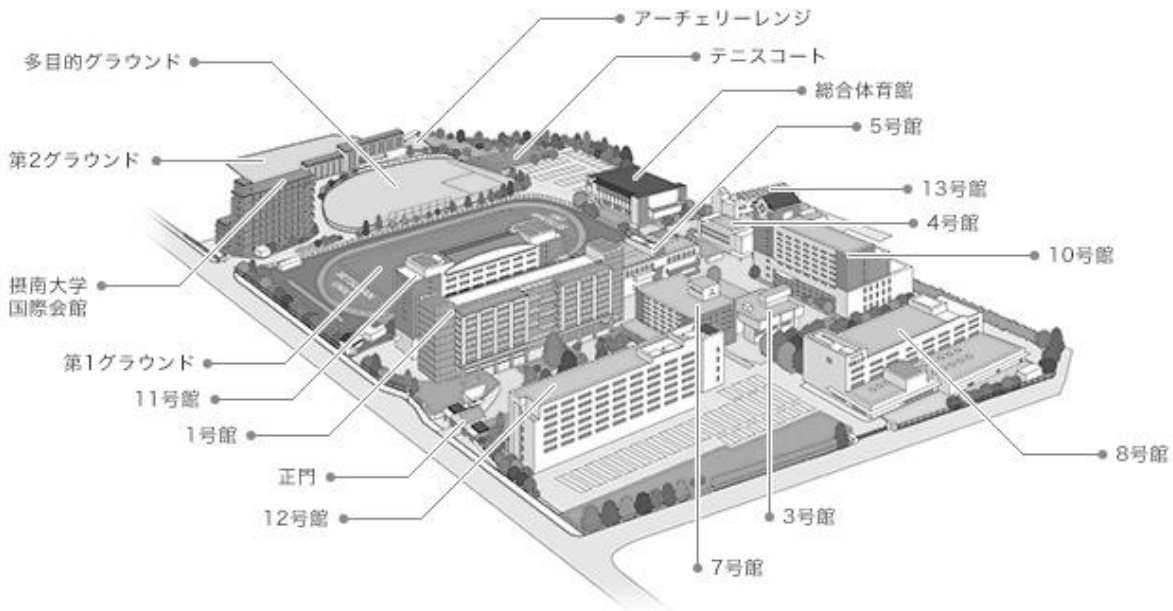 アーチェリーレンジ
多目的グラウンド
テニスコート
総合体育館
5号館
第2グラウンド
13号館
4号館
10号館
摂南大学
国際会館
第1グラウンド
11号館
1号館
8号館
正門
12号館
3号館
7号館